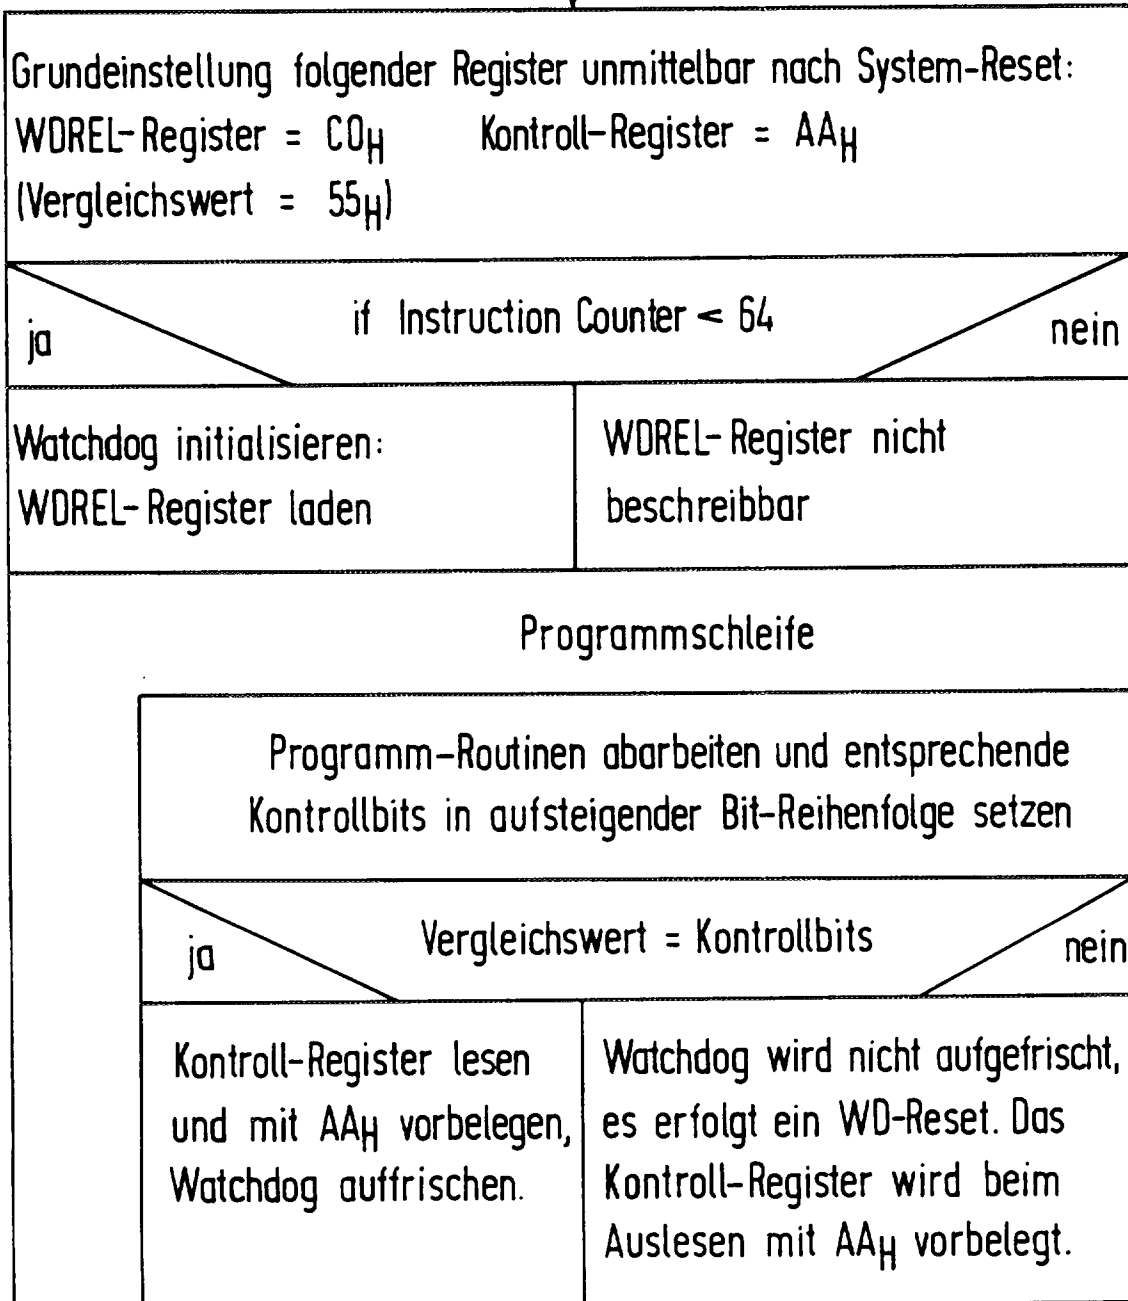 Grundeinstellung folgender Register unmittelbar nach System-Reset:
WDREL-Register = C0H Kontroll-Register = AAH
(Vergleichswert = 55H)
if Instruction Counter < 64
ja
nein
Watchdog initialisieren:
WDREL-Register laden
WDREL-Register nicht
beschreibbar
Programmschleife
Programm-Routinen abarbeiten und entsprechende
Kontrollbits in aufsteigender Bit-Reihenfolge setzen
Vergleichswert = Kontrollbits
ja
nein
Kontroll-Register lesen
und mit AAH vorbelegen,
Watchdog auffrischen.
Watchdog wird nicht aufgefrischt,
es erfolgt ein WD-Reset. Das
Kontroll-Register wird beim
Auslesen mit AAH vorbelegt.